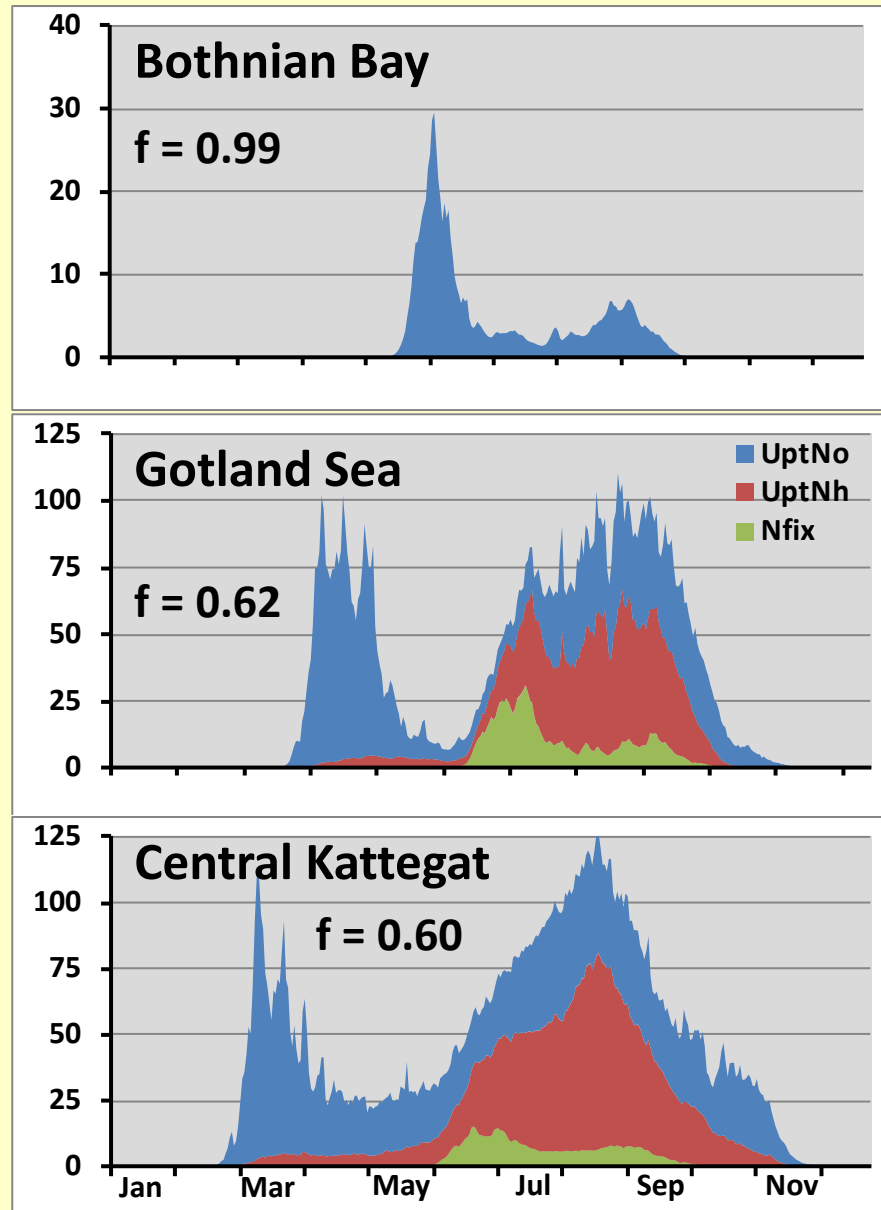 40
Bothnian Bay
30
f = 0.99
20
10
0
125
Gotland Sea
UptNo
100
UptNh
Nfix
75
f = 0.62
50
25
0
125
Central Kattegat
100
f = 0.60
75
50
25
0
Jan Mar May Jul Sep Nov